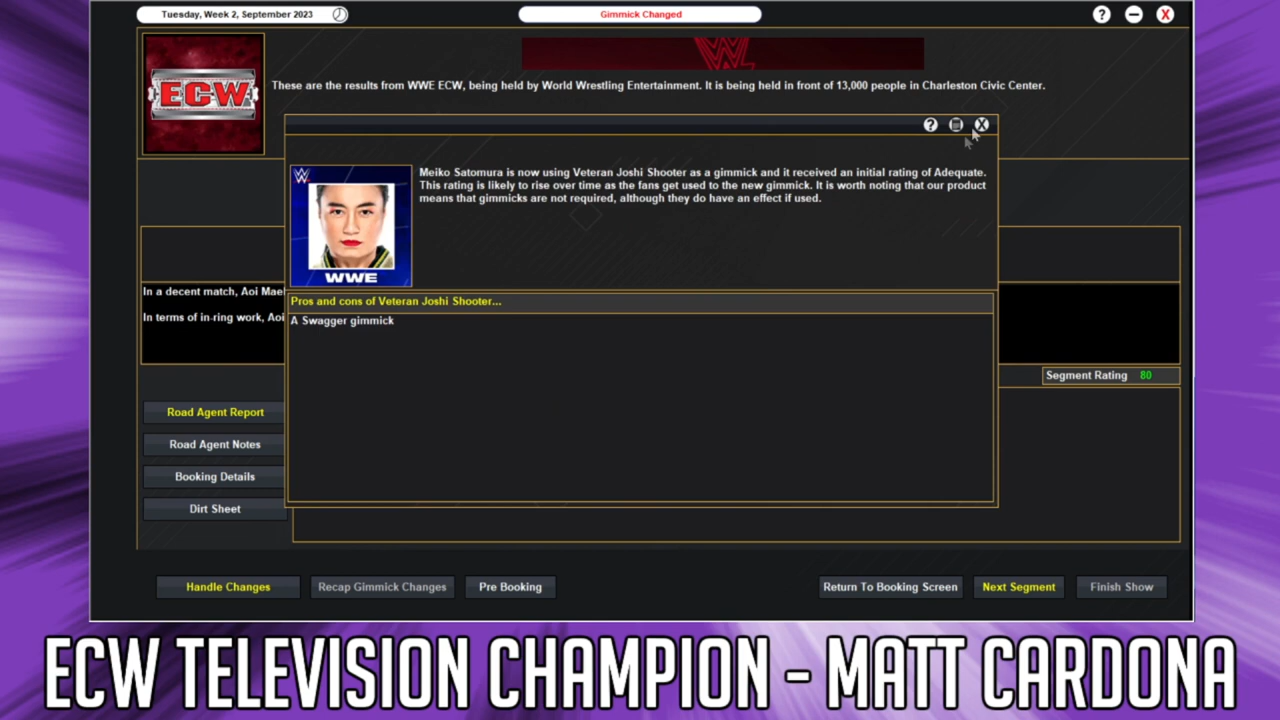 Tuesday, Week 2, September 2023
Gimmick Changed
?
X
ECW
W
These are the results from WWE ECW, being held by World Wrestling Entertainment. It is being held in front of 13,000 people in Charleston Civic Center.
?
X
W
WWE
Meiko Satomura is now using Veteran Joshi Shooter as a gimmick and it received an initial rating of Adequate.
This rating is likely to rise over time as the fans get used to the new gimmick. It is worth noting that our product
means that gimmicks are not required, although they do have an effect if used.
In a decent match, Aoi Mae
In terms of in-ring work, Aoi
Pros and cons of Veteran Joshi Shooter...
A Swagger gimmick
Segment Rating 80
Road Agent Report
Road Agent Notes
Booking Details
Dirt Sheet
Handle Changes
Recap Gimmick Changes
Pre Booking
Return To Booking Screen
Next Segment
Finish Show
ECW TELEVISION CHAMPION - MATT CARDONA